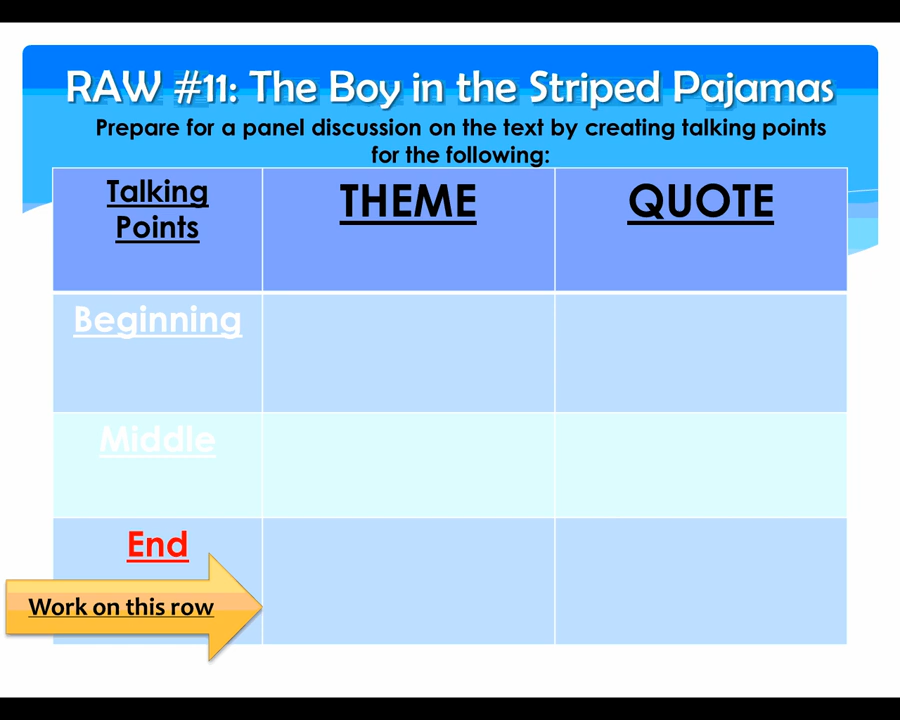 RAW #11: The Boy in the Striped Pajamas
Prepare for a panel discussion on the text by creating talking points
for the following:
Talking
Points
THEME
QUOTE
Beginning
Middle
End
Work on this row